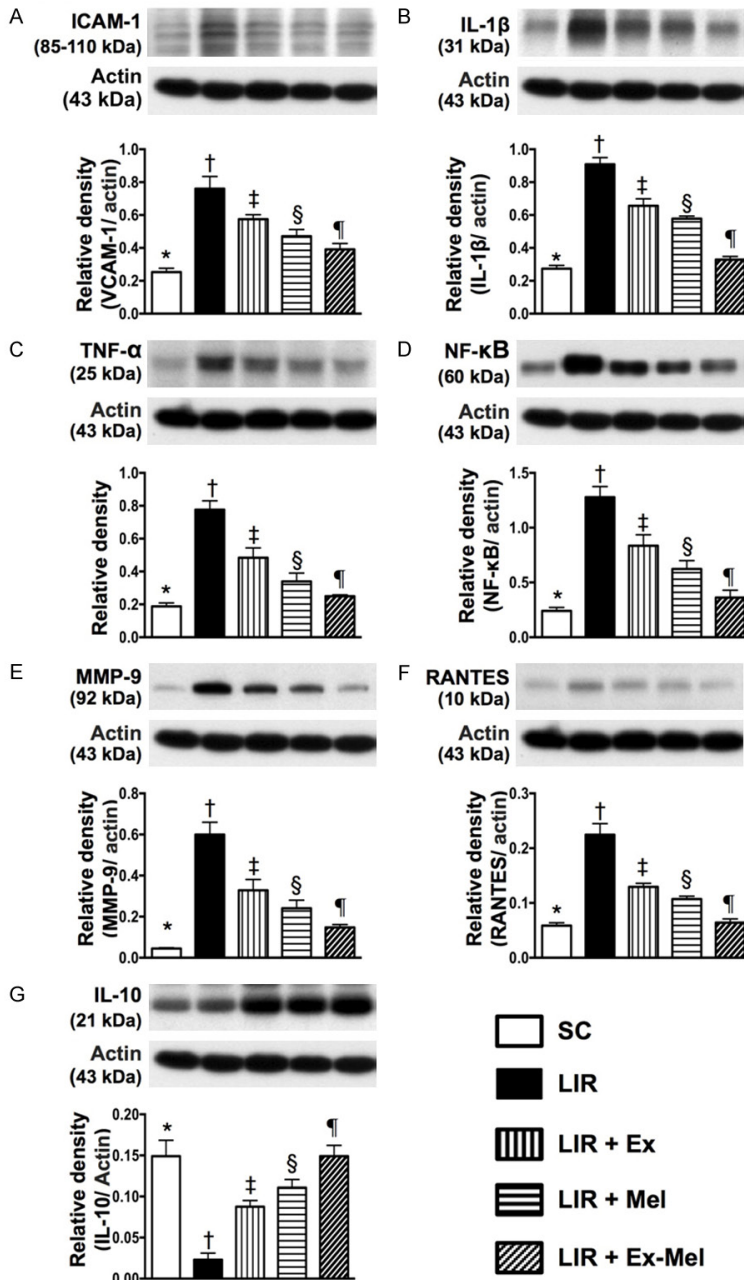 A
ICAM-1
(85-110 kDa)
Actin
(43 kDa)
Relative density
(VCAM-1/ actin)
1.0
0.8
0.6
0.4
0.2
0.0
*
†
‡
§
¶
B
IL-1β
(31 kDa)
Actin
(43 kDa)
Relative density
(IL-1β/ actin)
1.0
0.8
0.6
0.4
0.2
0.0
*
†
‡
§
¶
C
TNF-α
(25 kDa)
Actin
(43 kDa)
Relative density
0.8
0.6
0.4
0.2
0.0
*
†
‡
§
¶
D
NF-κB
(60 kDa)
Actin
(43 kDa)
Relative density
(NF-κB/ actin)
1.5
1.0
0.5
0.0
*
†
‡
§
¶
E
MMP-9
(92 kDa)
Actin
(43 kDa)
Relative density
(MMP-9/ actin)
0.8
0.6
0.4
0.2
0.0
*
†
‡
§
¶
F
RANTES
(10 kDa)
Actin
(43 kDa)
Relative density
(RANTES/ actin)
0.3
0.2
0.1
0.0
*
†
‡
§
¶
G
IL-10
(21 kDa)
Actin
(43 kDa)
Relative density
(IL-10/ Actin)
0.20
0.15
0.10
0.05
0.00
*
†
‡
§
¶
SC
LIR
LIR + Ex
LIR + Mel
LIR + Ex-Mel